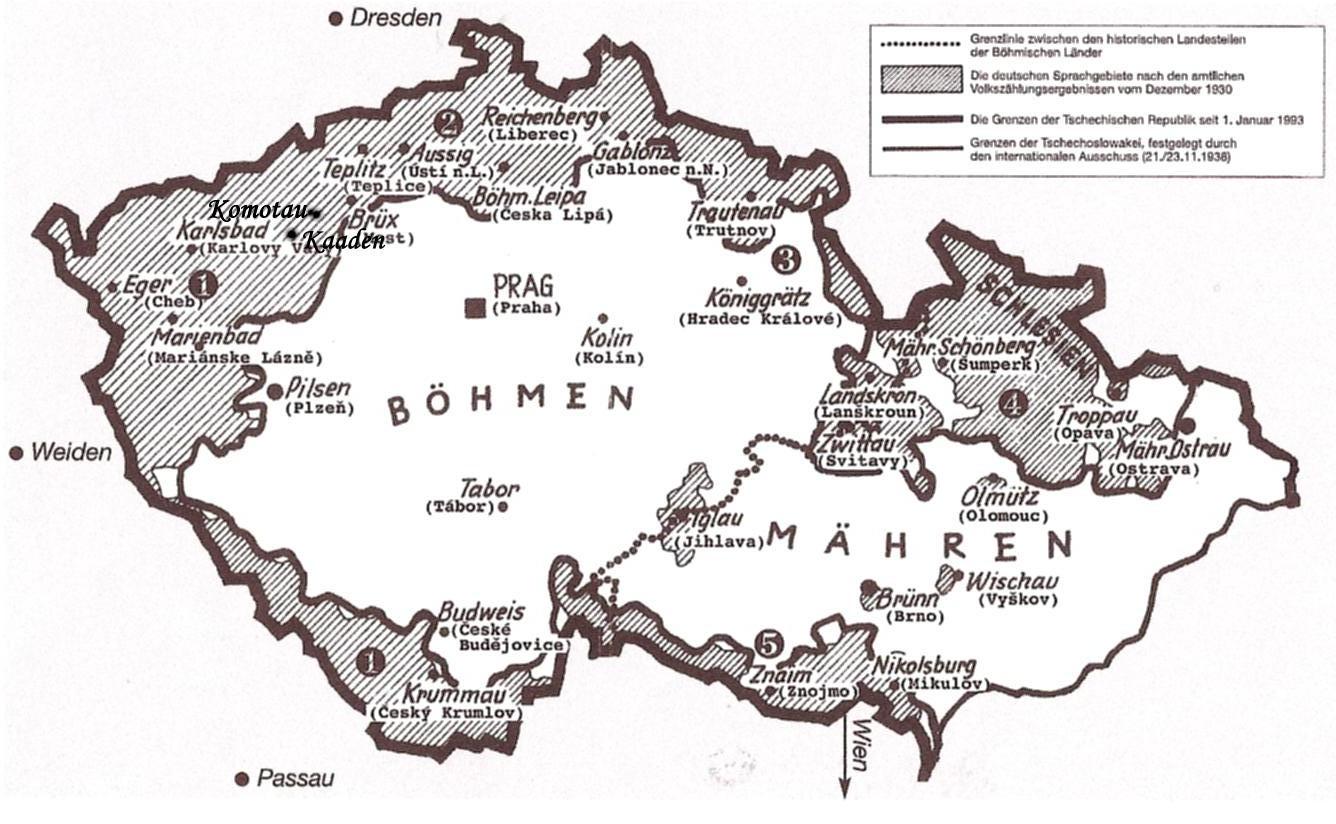 Dresden
Grenzlinie zwischen den historischen Landesteilen
der Böhmischen Länder
Die deutschen Sprachgebiete nach den amtlichen
Volkszählungsergebnissen vom Dezember 1930
Die Grenzen der Tschechischen Republik seit 1. Januar 1993
Grenzen der Tschechoslowakei, festgelegt durch
den internationalen Ausschuss (21./23.11.1938)
2
Reichenberg
(Liberec)
Gablonz
(Jablonec n.N.)
Aussig
(Ústí n.L.)
Teplitz
(Teplice)
Böhm. Leipa
(Česka Lípá)
Brüx
Komotau
Kaaden
Karlsbad
(Karlovy
Trautenau
(Trutnov)
3
1
Eger
(Cheb)
PRAG
(Praha)
Königgrätz
(Hradec Králové)
SCHLESIEN
Marienbad
(Mariánske Lázně)
Kolin
(Kolín)
Mähr. Schönberg
(Šumperk)
Pilsen
(Plzeň)
BÖHMEN
Landskron
(Lanškroun)
4
Troppau
(Opava)
Weiden
Zwittau
(Svitavy)
Mähr. Ostrau
(Ostrava)
Tabor
(Tábor)
Olmütz
(Olomouc)
Iglau
(Jihlava)
MÄHREN
Wischau
(Vyškov)
Brünn
(Brno)
Budweis
(České
Budějovice)
1
5
Krummau
(Český Krumlov)
Znaim
(Znojmo)
Nikolsburg
(Mikulov)
Wien
Passau